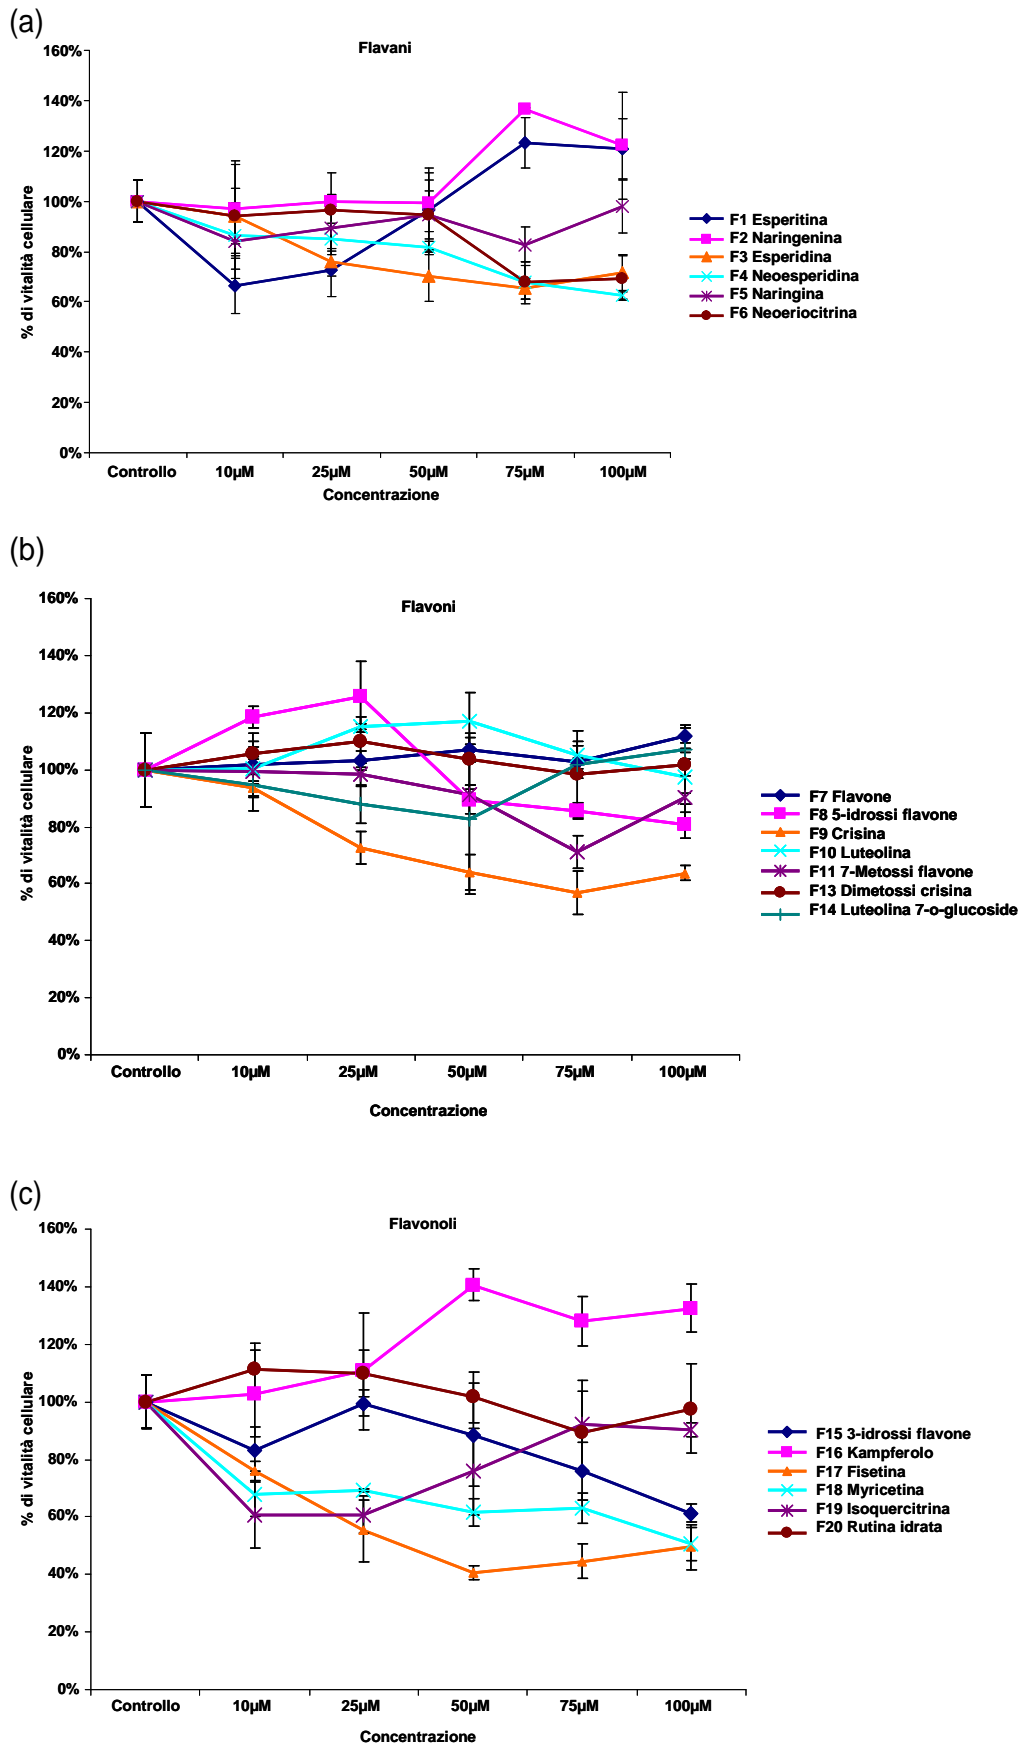 (a)
Flavani
160%
140%
120%
100%
80%
60%
40%
20%
0%
% di vitalità cellulare
Controllo 10µM 25µM 50µM 75µM 100µM
Concentrazione
F1 Esperitina
F2 Naringenina
F3 Esperidina
F4 Neoesperidina
F5 Naringina
F6 Neoeriocitrina
(b)
Flavoni
160%
140%
120%
100%
80%
60%
40%
20%
0%
% di vitalità cellulare
Controllo 10µM 25µM 50µM 75µM 100µM
Concentrazione
F7 Flavone
F8 5-idrossi flavone
F9 Crisina
F10 Luteolina
F11 7-Metossi flavone
F13 Dimetossi crisina
F14 Luteolina 7-o-glucoside
(c)
Flavonoli
160%
140%
120%
100%
80%
60%
40%
20%
0%
% di vitalità cellulare
Controllo 10µM 25µM 50µM 75µM 100µM
Concentrazione
F15 3-idrossi flavone
F16 Kampferolo
F17 Fisetina
F18 Myricetina
F19 Isoquercitrina
F20 Rutina idrata